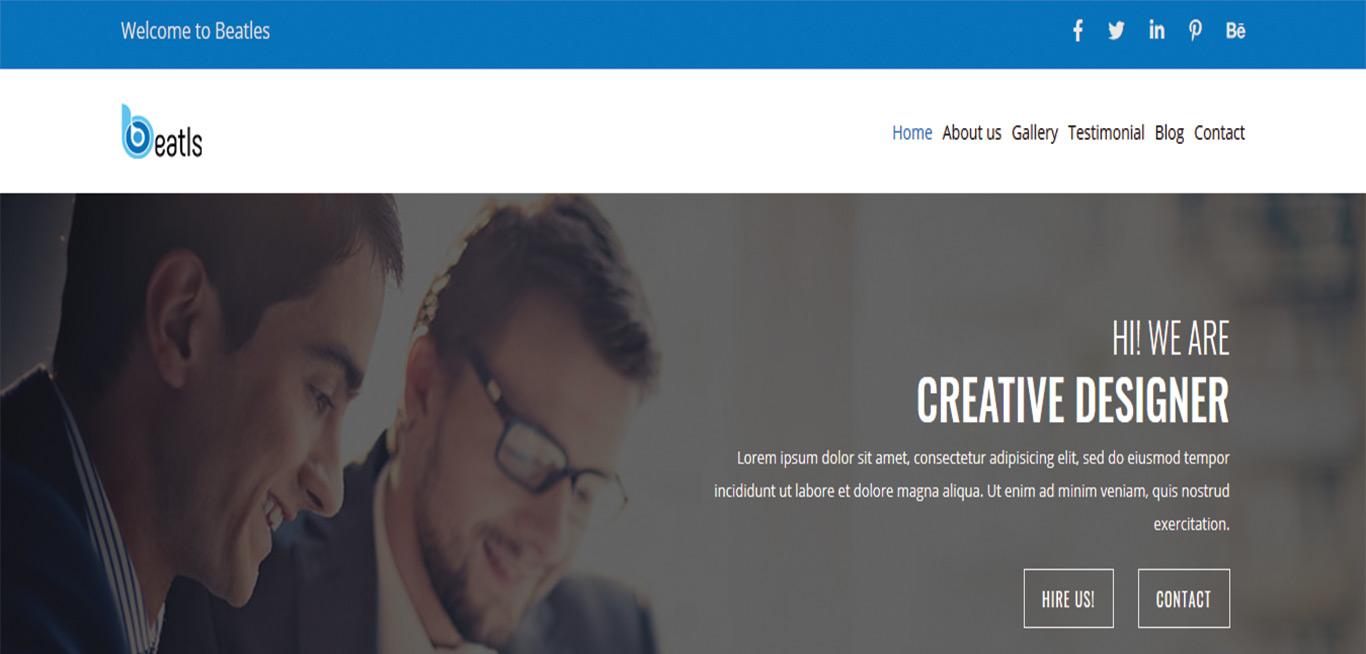 Welcome to Beatles
Bē
beatls
Home About us Gallery Testimonial Blog Contact
HI! WE ARE
CREATIVE DESIGNER
Lorem ipsum dolor sit amet, consectetur adipisicing elit, sed do eiusmod tempor
incididunt ut labore et dolore magna aliqua. Ut enim ad minim veniam, quis nostrud
exercitation.
HIRE US! CONTACT